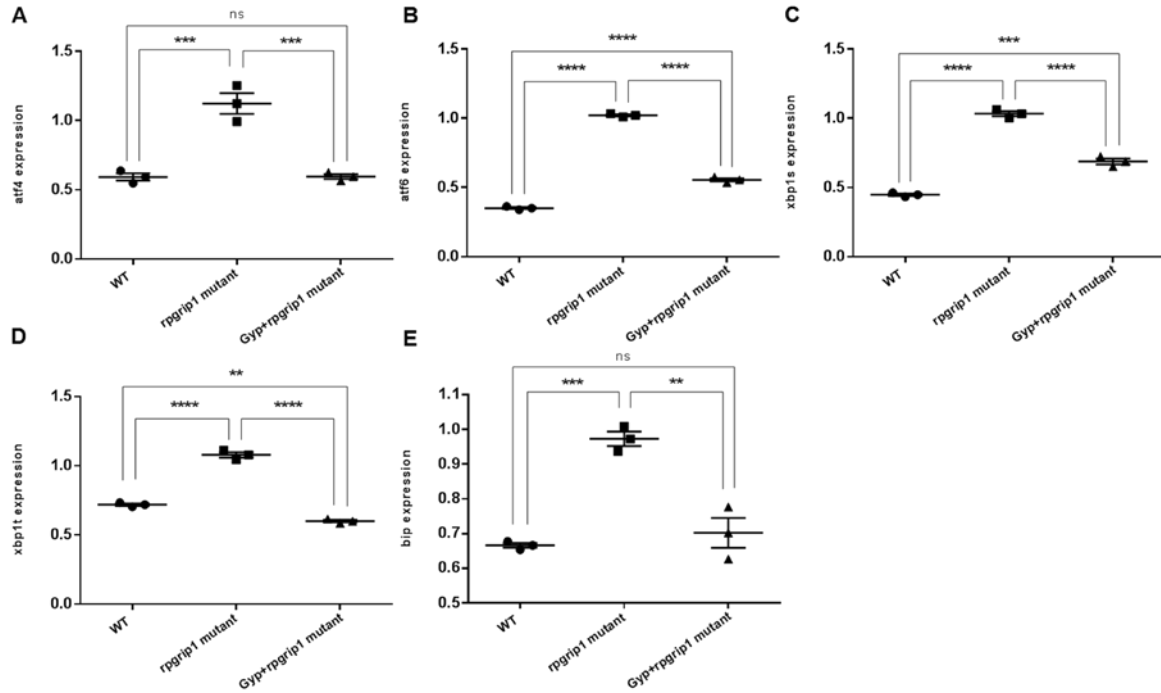 A
ns
***
***
1.5
1.0
0.5
0.0
atf4 expression
WT
rpgrip1 mutant
Gyp+rpgrip1 mutant
B
****
****
****
1.5
1.0
0.5
0.0
atf6 expression
WT
rpgrip1 mutant
Gyp+rpgrip1 mutant
C
***
****
****
1.5
1.0
0.5
0.0
xbp1s expression
WT
rpgrip1 mutant
Gyp+rpgrip1 mutant
D
**
****
****
1.5
1.0
0.5
0.0
xbp1t expression
WT
rpgrip1 mutant
Gyp+rpgrip1 mutant
E
ns
***
**
1.1
1.0
0.9
0.8
0.7
0.6
0.5
bip expression
WT
rpgrip1 mutant
Gyp+rpgrip1 mutant